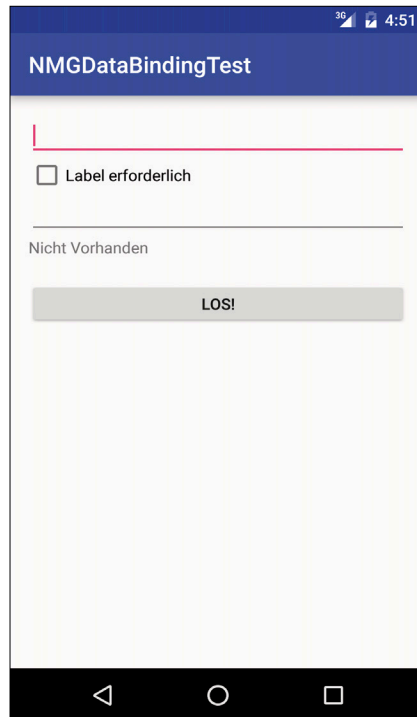 3G 4:51
NMGDataBindingTest
Label erforderlich
Nicht Vorhanden
LOS!